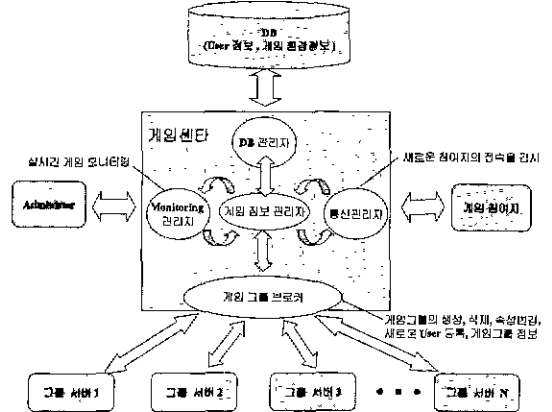 DB
(User 정보, 게임 환경정보)
게임센타
DB 관리자
실시간 게임 모니터링
새로운 참여자의 접속을 감시
Monitoring
관리자
게임 정보 관리자
통신관리자
게임 참여자
게임 그룹 브로커
게임그룹의 생성, 삭제, 속성변경,
새로운 User 등록, 게임그룹 정보
그룹 서버 1
그룹 서버 2
그룹 서버 3
그룹 서버 N